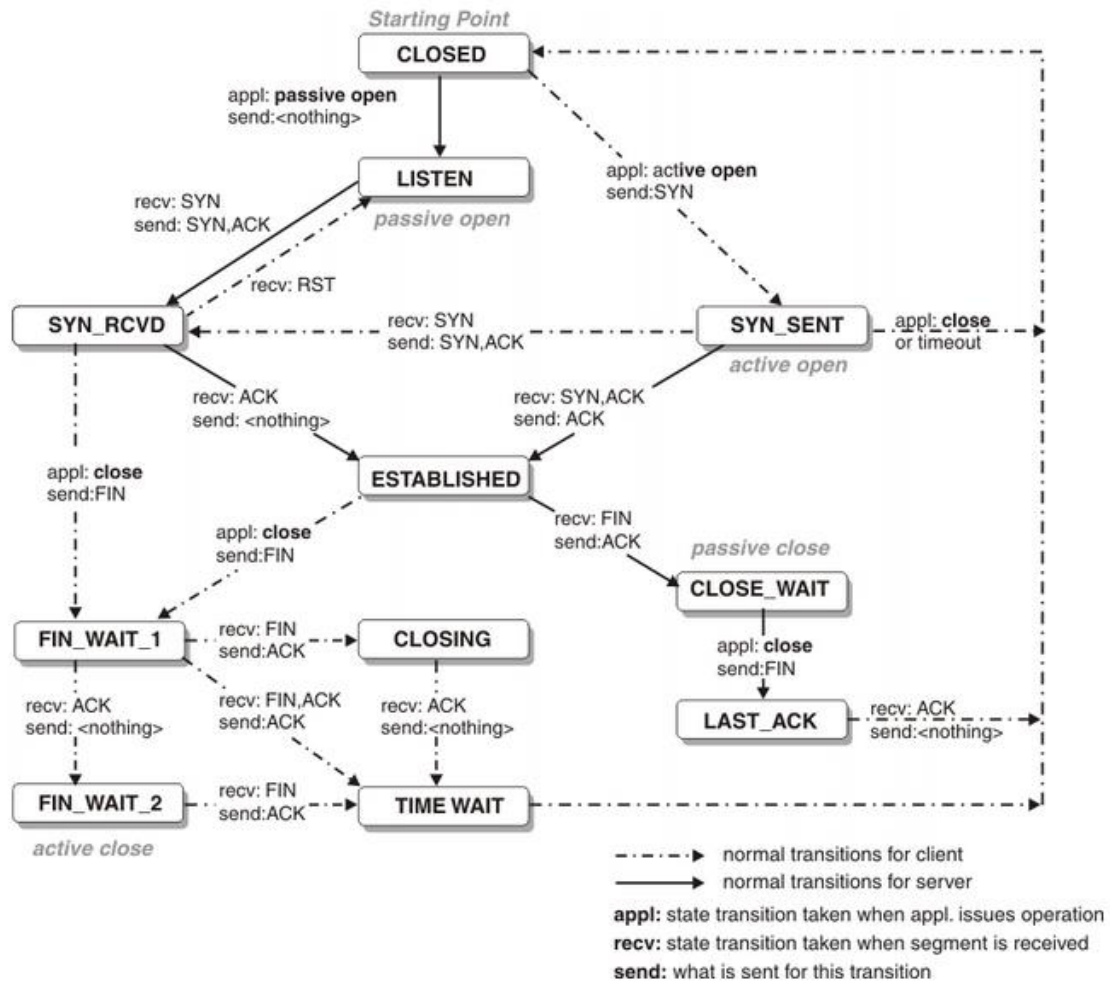 Starting Point
CLOSED
appl: passive open
send:<nothing>
LISTEN
appl: active open
send:SYN
recv: SYN
send: SYN,ACK
passive open
recv: RST
SYN_RCVD
recv: SYN
send: SYN,ACK
SYN_SENT
appl: close
or timeout
active open
recv: ACK
send: <nothing>
recv: SYN,ACK
send: ACK
appl: close
send:FIN
ESTABLISHED
appl: close
send:FIN
recv: FIN
send:ACK
passive close
CLOSE_WAIT
FIN_WAIT_1
recv: FIN
send:ACK
CLOSING
appl: close
send:FIN
recv: ACK
send: <nothing>
recv: FIN,ACK
send:ACK
recv: ACK
send:<nothing>
LAST_ACK
recv: ACK
send:<nothing>
FIN_WAIT_2
recv: FIN
send:ACK
TIME WAIT
active close
normal transitions for client
normal transitions for server
appl: state transition taken when appl. issues operation
recv: state transition taken when segment is received
send: what is sent for this transition